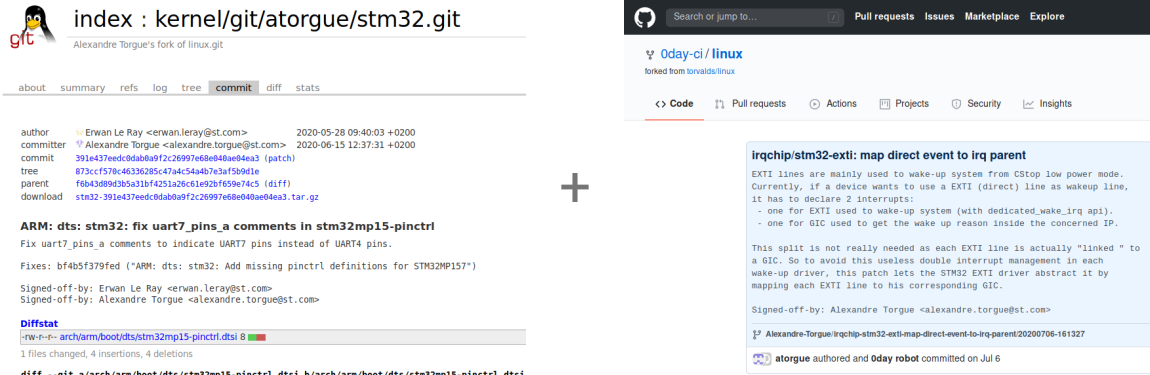 git
index : kernel/git/atorgue/stm32.git
Alexandre Torgue's fork of linux.git
about summary refs log tree commit diff stats
author Erwan Le Ray <erwan.leray@st.com> 2020-05-28 09:40:03 +0200
committer Alexandre Torgue <alexandre.torgue@st.com> 2020-06-15 12:37:31 +0200
commit 391e437eedc0dab0a9f2c26997e68e040ae04ea3 (patch)
tree 873ccf570c46336285c47a4c54a4b7e3af5b9d1e
parent f6b43d89d3b5a31bf4251a26c61e92bf659e74c5 (diff)
download stm32-391e437eedc0dab0a9f2c26997e68e040ae04ea3.tar.gz
ARM: dts: stm32: fix uart7_pins_a comments in stm32mp15-pinctrl
Fix uart7_pins_a comments to indicate UART7 pins instead of UART4 pins.
Fixes: bf4b5f379fed ("ARM: dts: stm32: Add missing pinctrl definitions for STM32MP157")
Signed-off-by: Erwan Le Ray <erwan.leray@st.com>
Signed-off-by: Alexandre Torgue <alexandre.torgue@st.com>
Diffstat
-rw-r--r-- arch/arm/boot/dts/stm32mp15-pinctrl.dtsi 8
1 files changed, 4 insertions, 4 deletions
diff --git a/arch/arm/boot/dts/stm32mp15-pinctrl.dtsi b/arch/arm/boot/dts/stm32mp15-pinctrl.dtsi
+
Search or jump to... / Pull requests Issues Marketplace Explore
0day-ci / linux
forked from torvalds/linux
<> Code Pull requests Actions Projects Security Insights
irqchip/stm32-exti: map direct event to irq parent
EXTI lines are mainly used to wake-up system from CStop low power mode.
Currently, if a device wants to use a EXTI (direct) line as wakeup line,
it has to declare 2 interrupts:
- one for EXTI used to wake-up system (with dedicated_wake_irq api).
- one for GIC used to get the wake up reason inside the concerned IP.
This split is not really needed as each EXTI line is actually "linked " to
a GIC. So to avoid this useless double interrupt management in each
wake-up driver, this patch lets the STM32 EXTI driver abstract it by
mapping each EXTI line to his corresponding GIC.
Signed-off-by: Alexandre Torgue <alexandre.torgue@st.com>
Alexandre-Torgue/irqchip-stm32-exti-map-direct-event-to-irq-parent/20200706-161327
atorgue authored and 0day robot committed on Jul 6